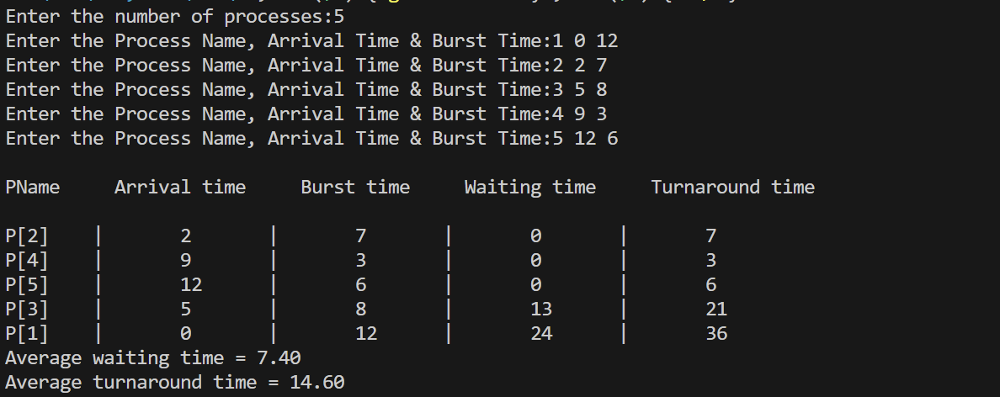 Enter the number of processes:5
Enter the Process Name, Arrival Time & Burst Time:1 0 12
Enter the Process Name, Arrival Time & Burst Time:2 2 7
Enter the Process Name, Arrival Time & Burst Time:3 5 8
Enter the Process Name, Arrival Time & Burst Time:4 9 3
Enter the Process Name, Arrival Time & Burst Time:5 12 6
PName     Arrival time     Burst time     Waiting time     Turnaround time
P[2]    |       2       |       7       |       0       |       7
P[4]    |       9       |       3       |       0       |       3
P[5]    |       12      |       6       |       0       |       6
P[3]    |       5       |       8       |       13      |       21
P[1]    |       0       |       12      |       24      |       36
Average waiting time = 7.40
Average turnaround time = 14.60